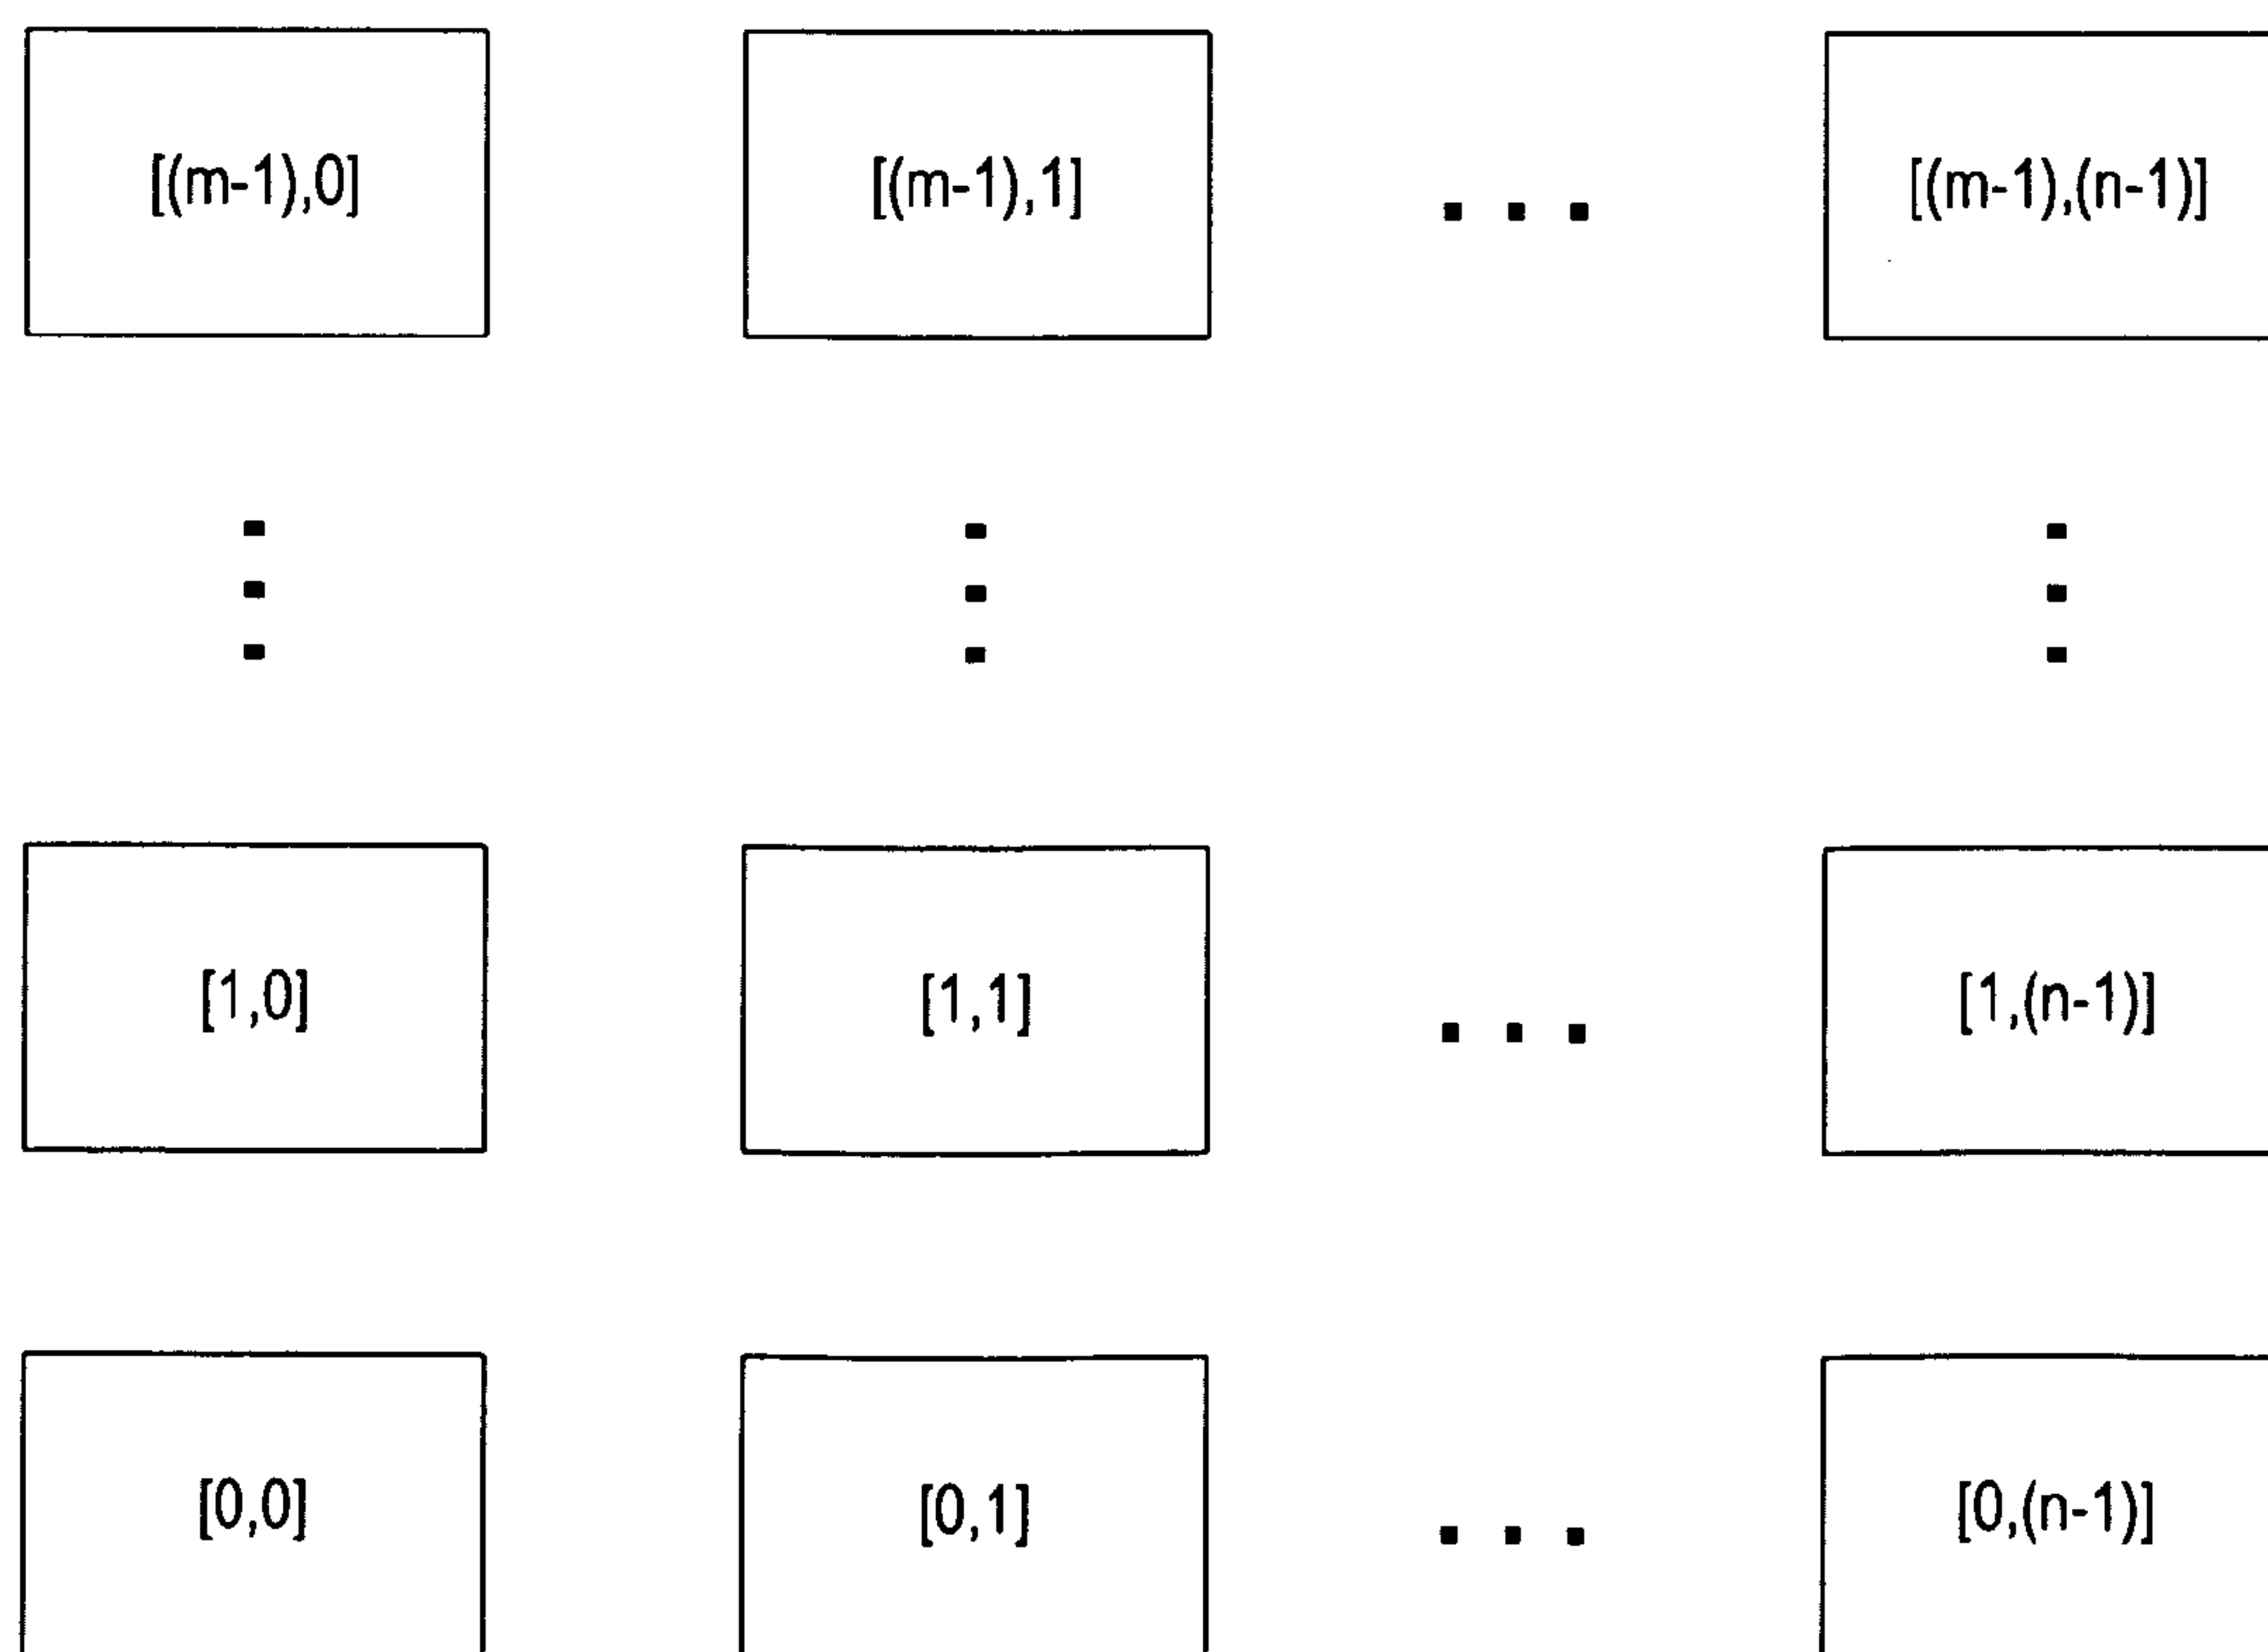 [(m-1),0] [(m-1),1] [(m-1),(n-1)]
[1,0] [1,1] [1,(n-1)]
[0,0] [0,1] [0,(n-1)]